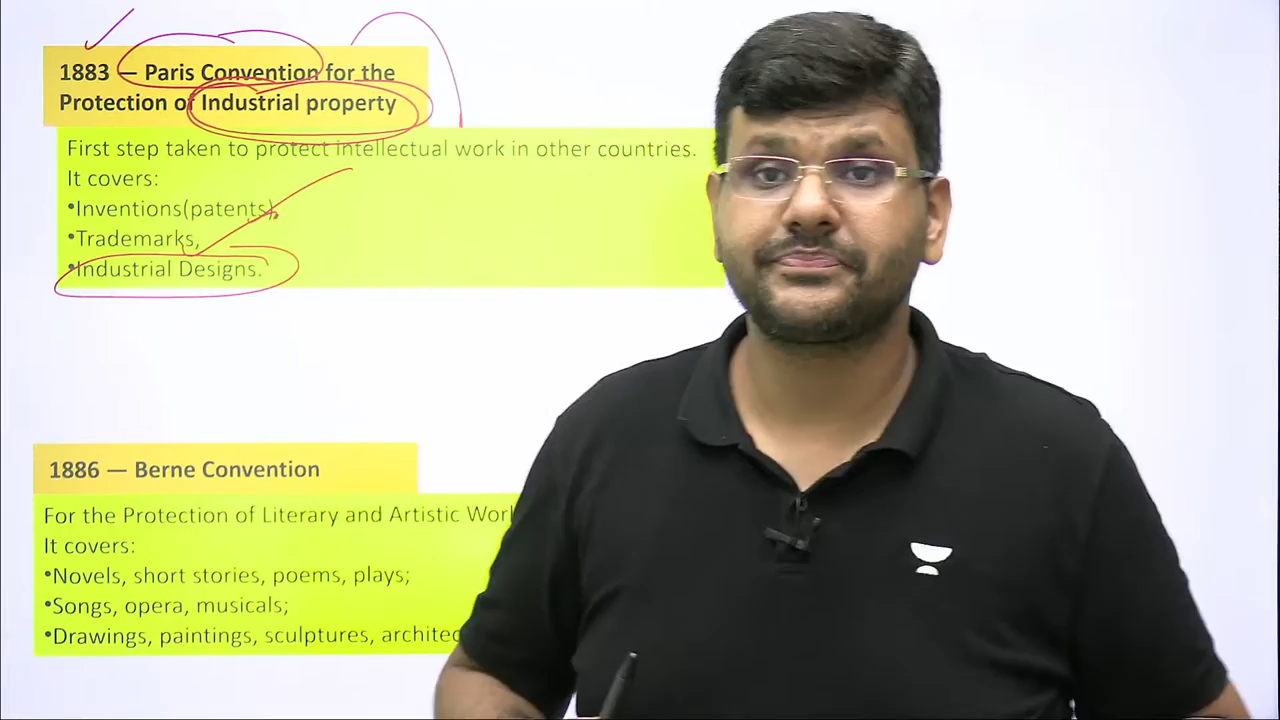 1883 — Paris Convention for the
Protection of Industrial property
First step taken to protect intellectual work in other countries.
It covers:
•Inventions(patents),
•Trademarks,
•Industrial Designs.
1886 — Berne Convention
For the Protection of Literary and Artistic
It covers:
•Novels, short stories, poems, plays;
•Songs, opera, musicals;
•Drawings, paintings, sculptures,